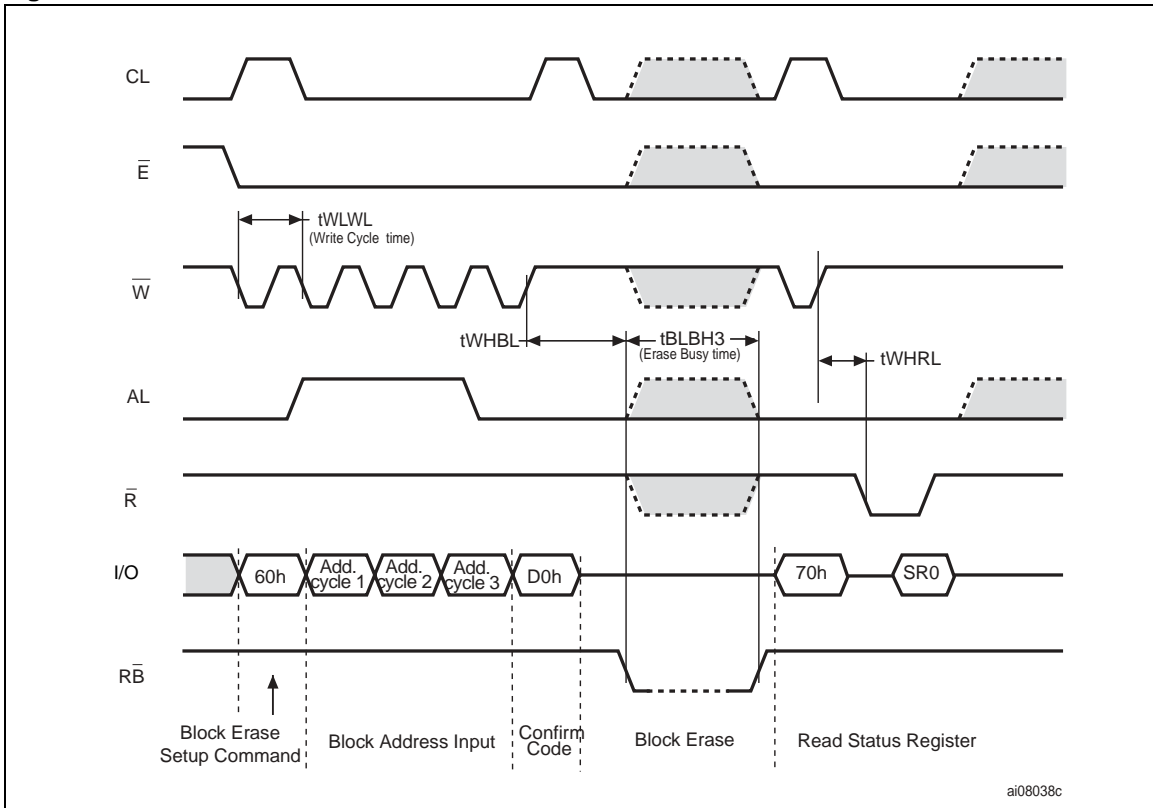 CL
E
tWLWL
(Write Cycle time)
W
tWHBL
tBLBH3
(Erase Busy time)
tWHRL
AL
R
I/O
60h
Add.
cycle 1
Add.
cycle 2
Add.
cycle 3
D0h
70h
SR0
RB
Block Erase
Setup Command
Block Address Input
Confirm
Code
Block Erase
Read Status Register
ai08038c